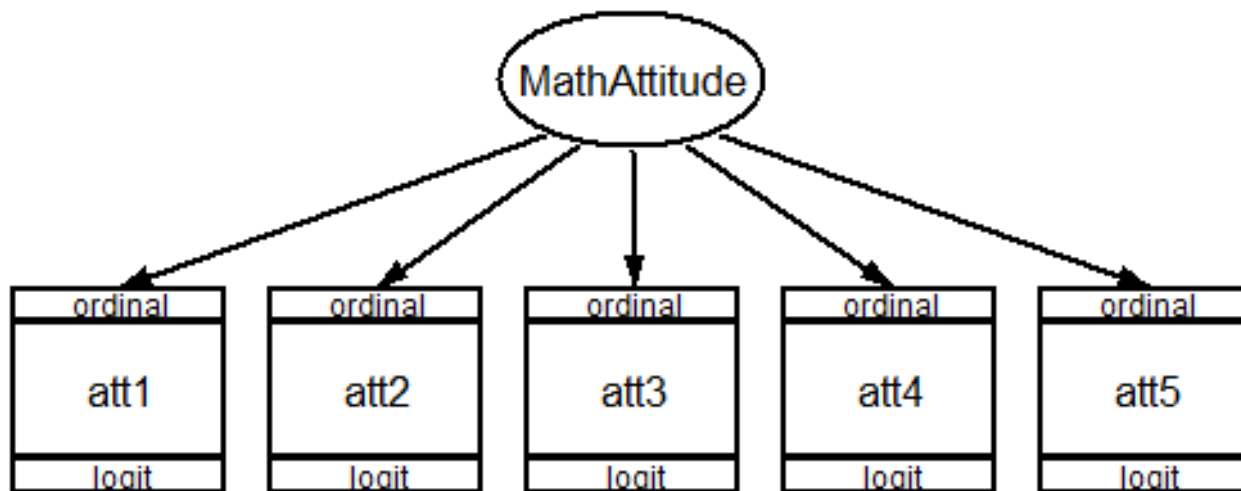 MathAttitude
ordinal ordinal ordinal ordinal ordinal
att1 att2 att3 att4 att5
logit logit logit logit logit